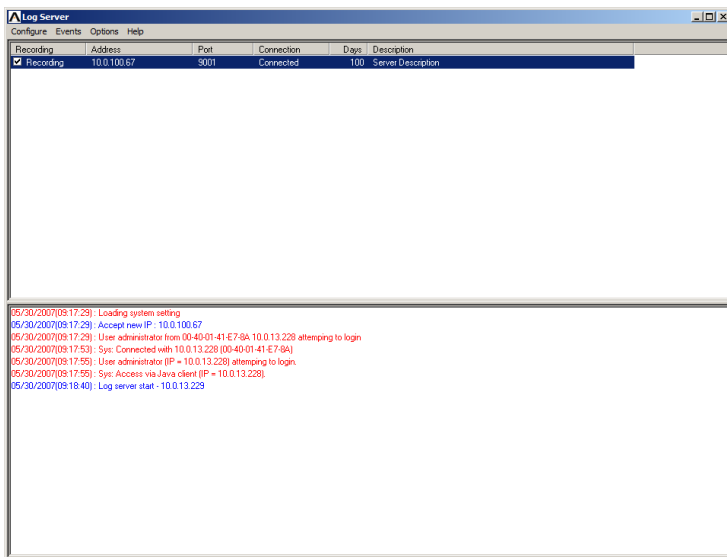 Log Server
Configure Events Options Help
Recording Address Port Connection Days Description
Recording 10.0.100.67 9001 Connected 100 Server Description
05/30/2007(09:17:29) : Loading system setting
05/30/2007(09:17:29) : Accept new IP : 10.0.100.67
05/30/2007(09:17:29) : User administrator from 00-40-01-41-E7-8A 10.0.13.228 attemping to login
05/30/2007(09:17:53) : Sys: Connected with 10.0.13.228 (00-40-01-41-E7-8A)
05/30/2007(09:17:55) : User administrator (IP = 10.0.13.228) attemping to login.
05/30/2007(09:17:55) : Sys: Access via Java client (IP = 10.0.13.228).
05/30/2007(09:18:40) : Log server start - 10.0.13.229